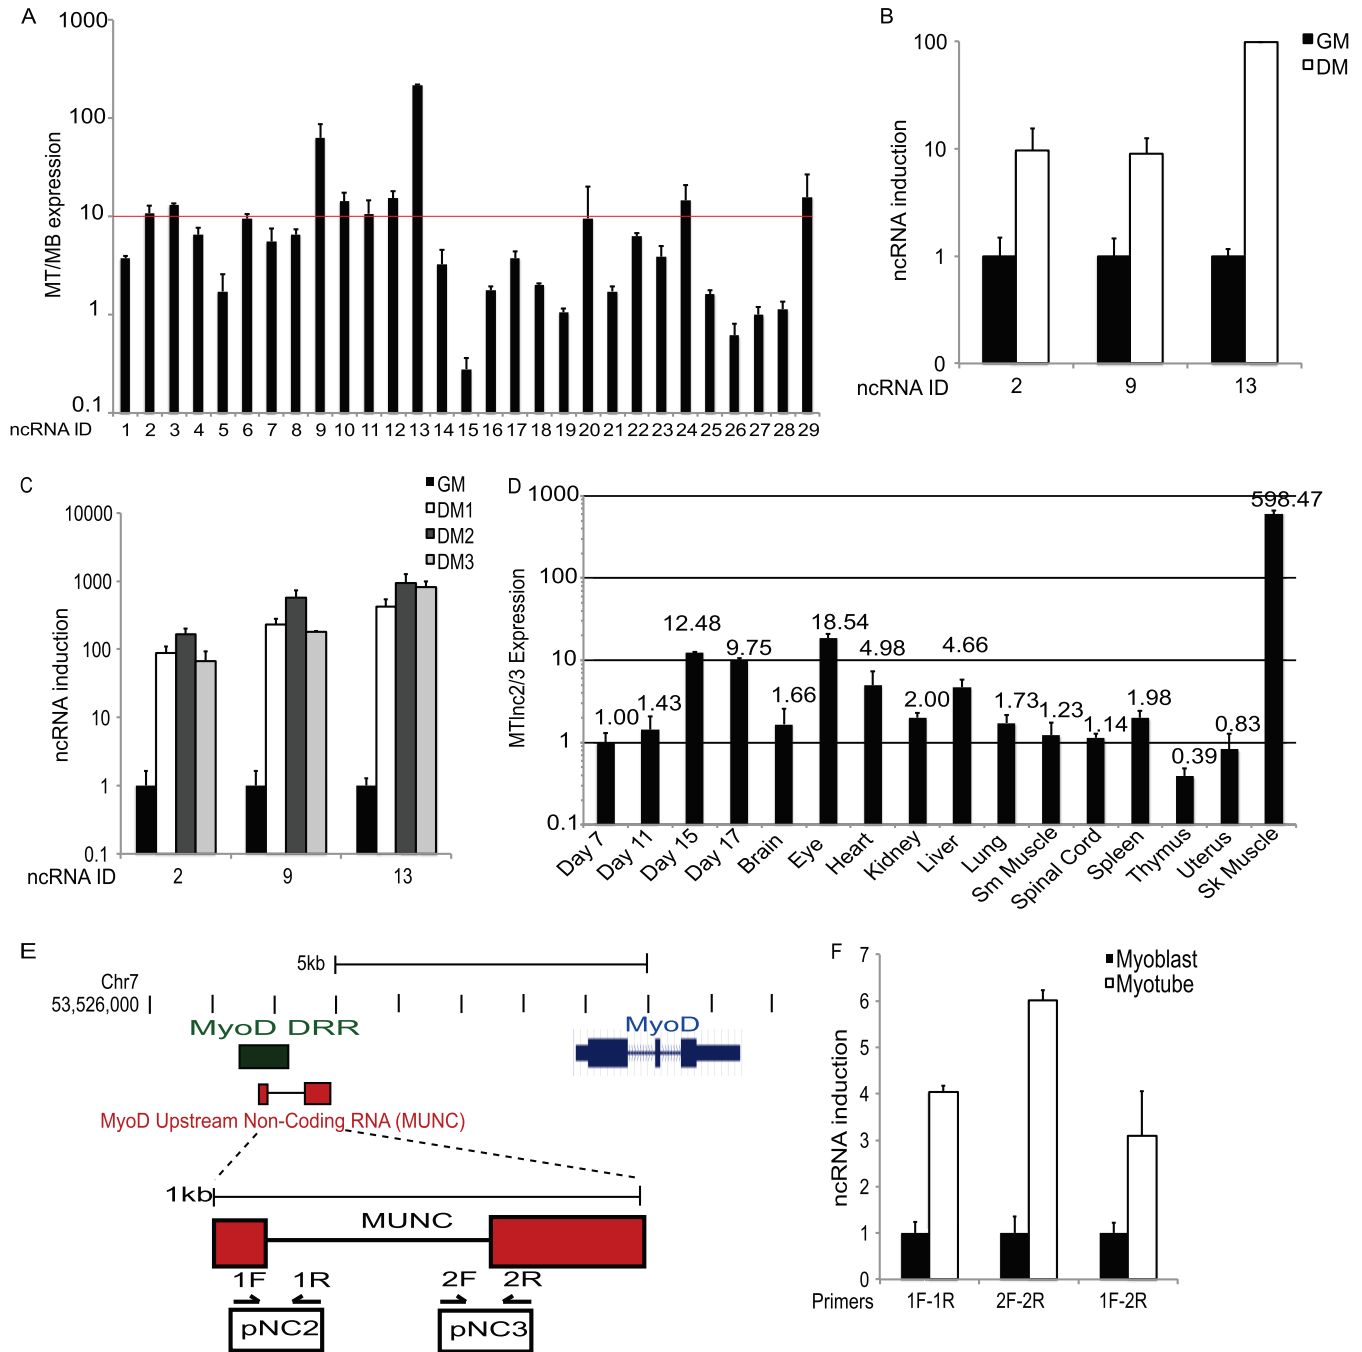 A
1000
100
10
1
0.1
MT/MB expression
ncRNA ID
1 2 3 4 5 6 7 8 9 10 11 12 13 14 15 16 17 18 19 20 21 22 23 24 25 26 27 28 29
B
100
10
1
0
ncRNA induction
GM
DM
ncRNA ID
2 9 13
C
10000
1000
100
10
1
0.1
ncRNA induction
GM
DM1
DM2
DM3
ncRNA ID
2 9 13
D
1000
100
10
1
0.1
MTlnc2/3 Expression
1.00
1.43
12.48
9.75
1.66
18.54
4.98
2.00
4.66
1.73
1.23
1.14
1.98
0.39
0.83
598.47
Day 7
Day 11
Day 15
Day 17
Brain
Eye
Heart
Kidney
Liver
Lung
Sm Muscle
Spinal Cord
Spleen
Thymus
Uterus
Sk Muscle
E
5kb
Chr7
53,526,000
MyoD DRR
MyoD
MyoD Upstream Non-Coding RNA (MUNC)
1kb
MUNC
1F 1R 2F 2R
pNC2 pNC3
F
7
6
5
4
3
2
1
0
ncRNA induction
Myoblast
Myotube
Primers
1F-1R 2F-2R 1F-2R